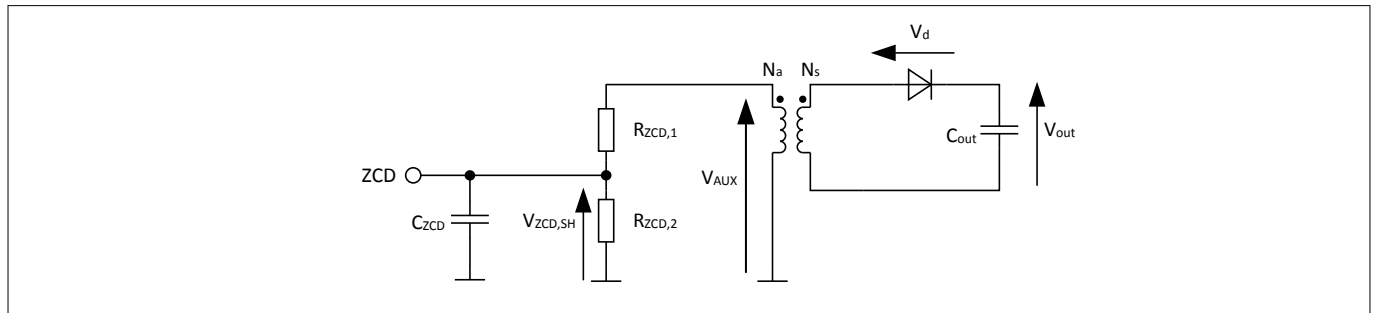 Vd
Na Ns
RZCD,1
Cout
Vout
ZCD
VAUX
CZCD
VZCD,SH
RZCD,2